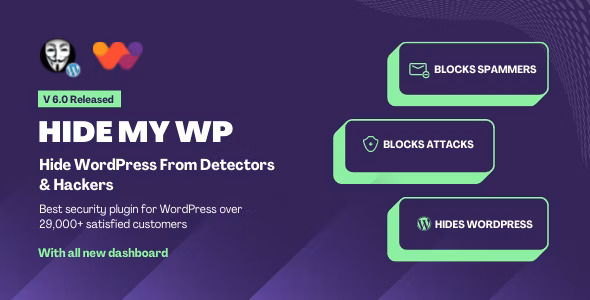 V 6.0 Released
HIDE MY WP
Hide WordPress From Detectors
& Hackers
Best security plugin for WordPress over
29,000+ satisfied customers
With all new dashboard
BLOCKS SPAMMERS
BLOCKS ATTACKS
HIDES WORDPRESS